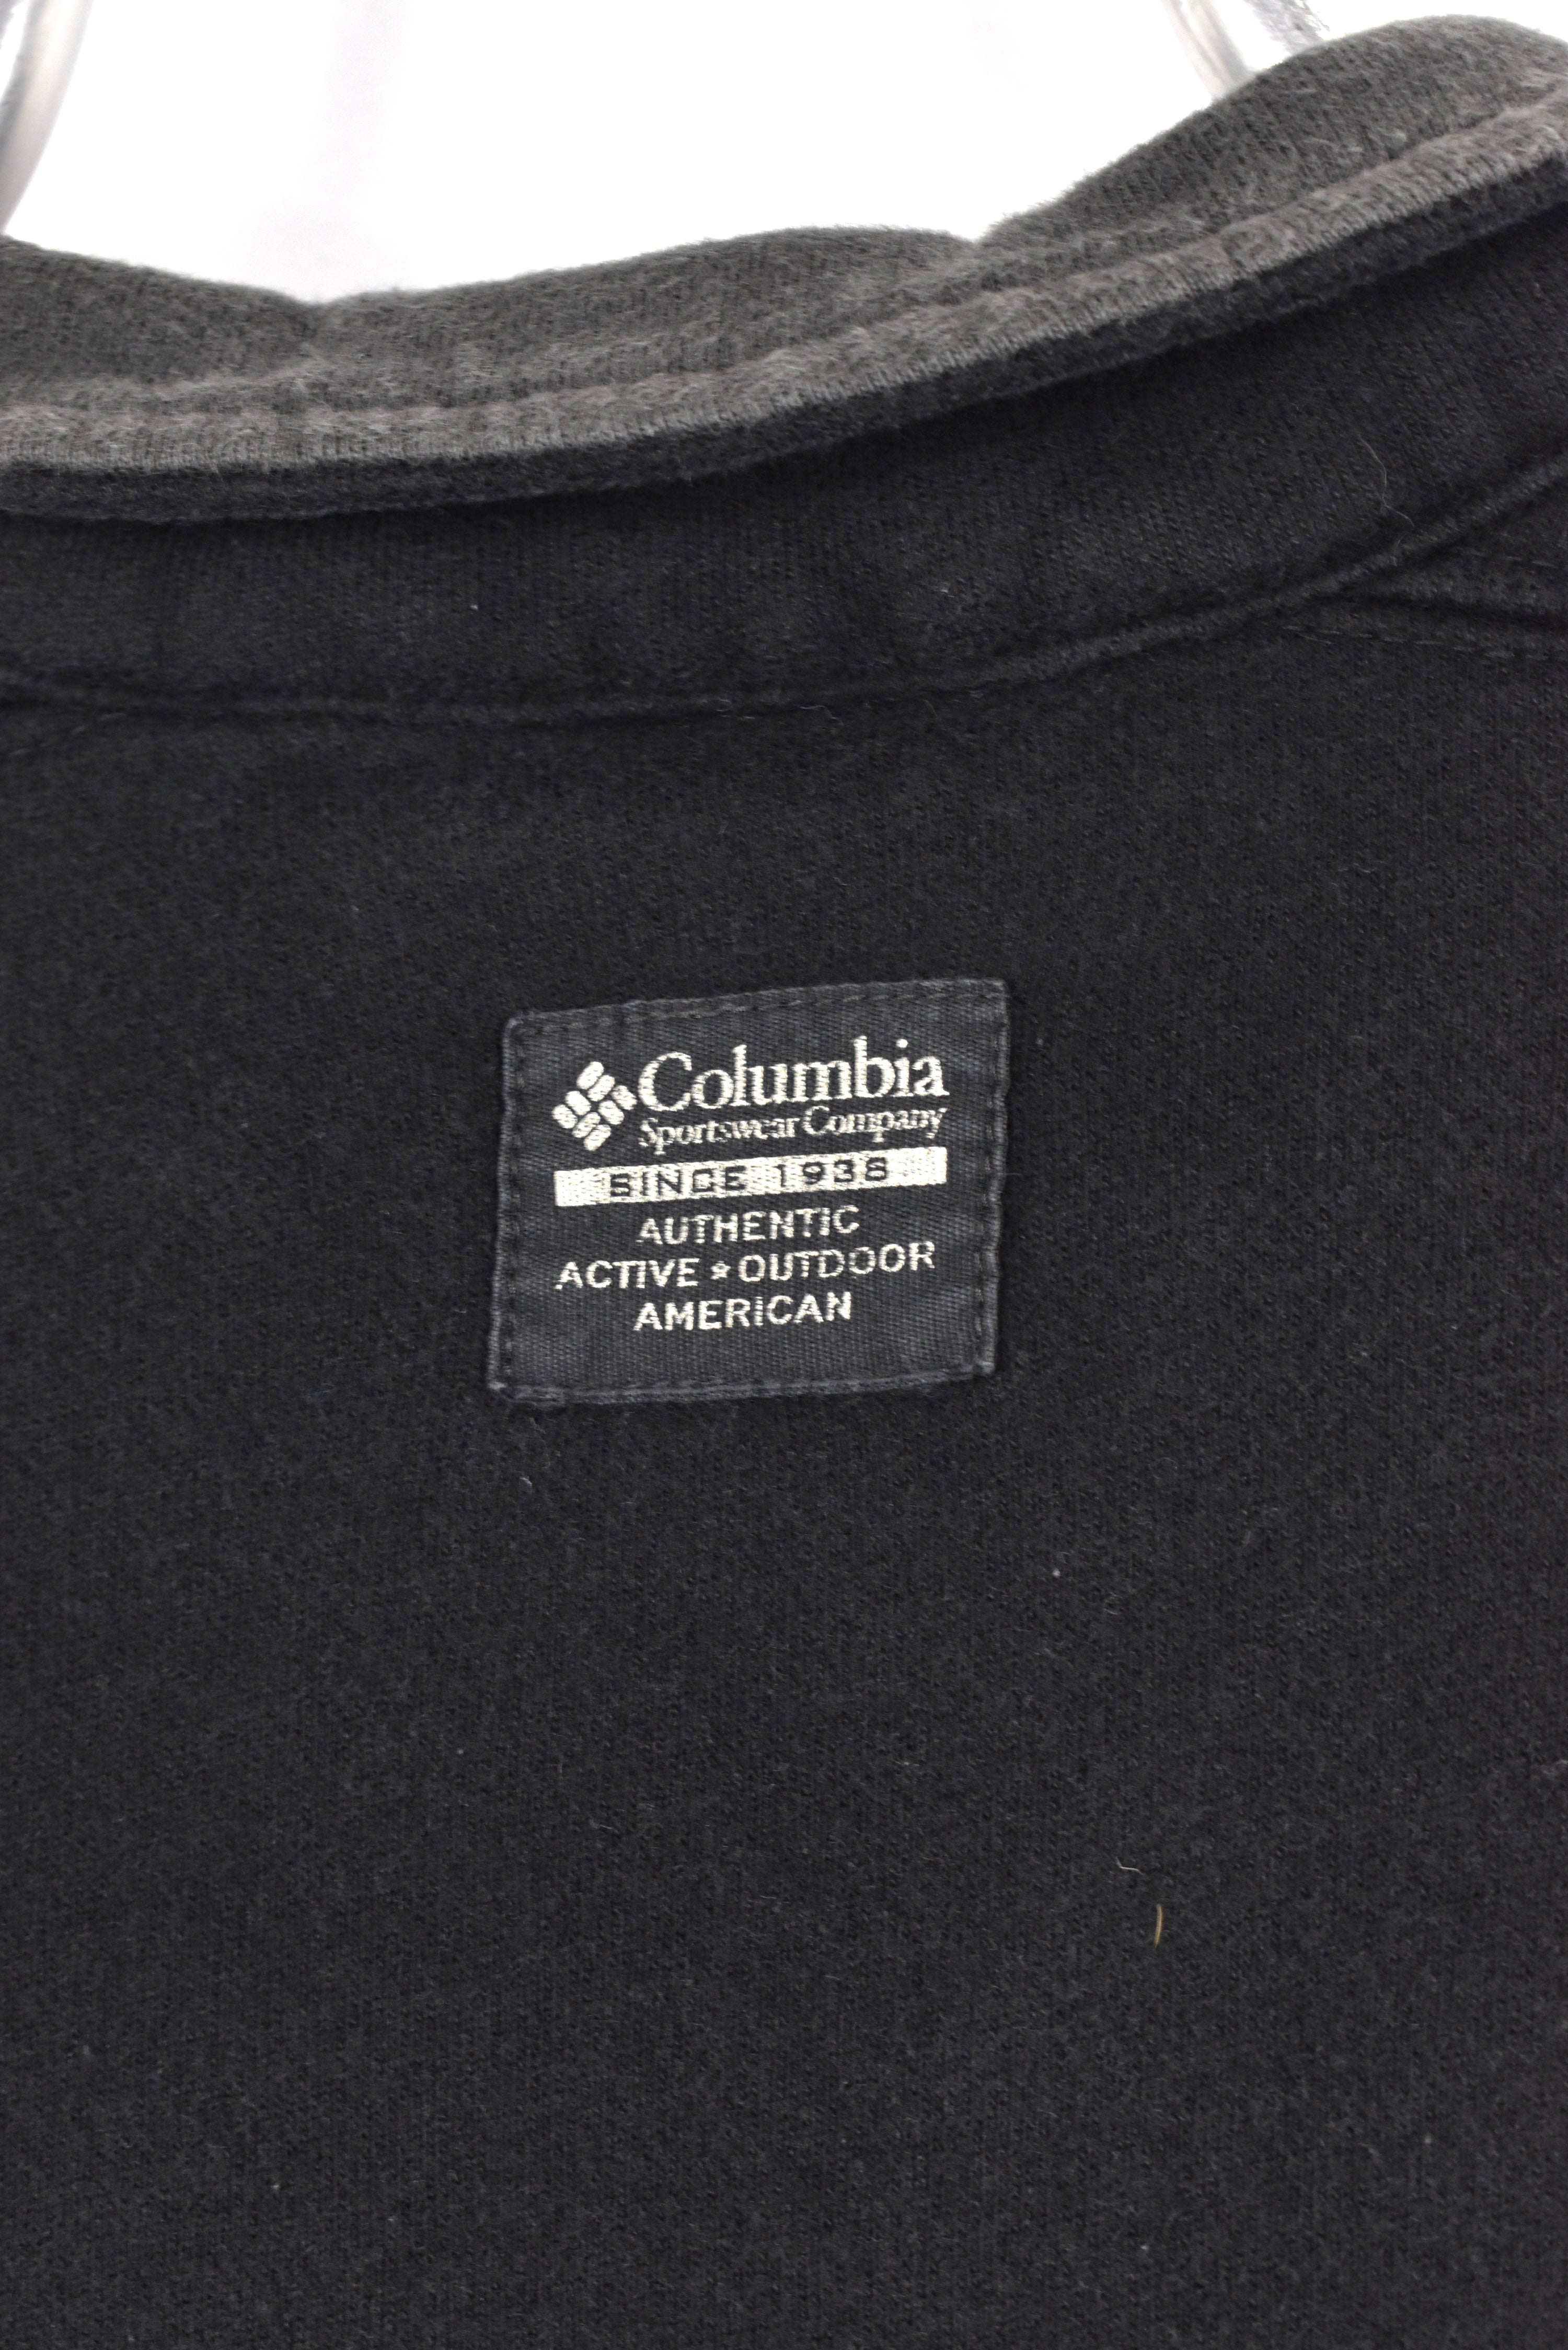 Columbia
Sportswear Company
SINCE 1938
AUTHENTIC
ACTIVE★OUTDOOR
AMERICAN